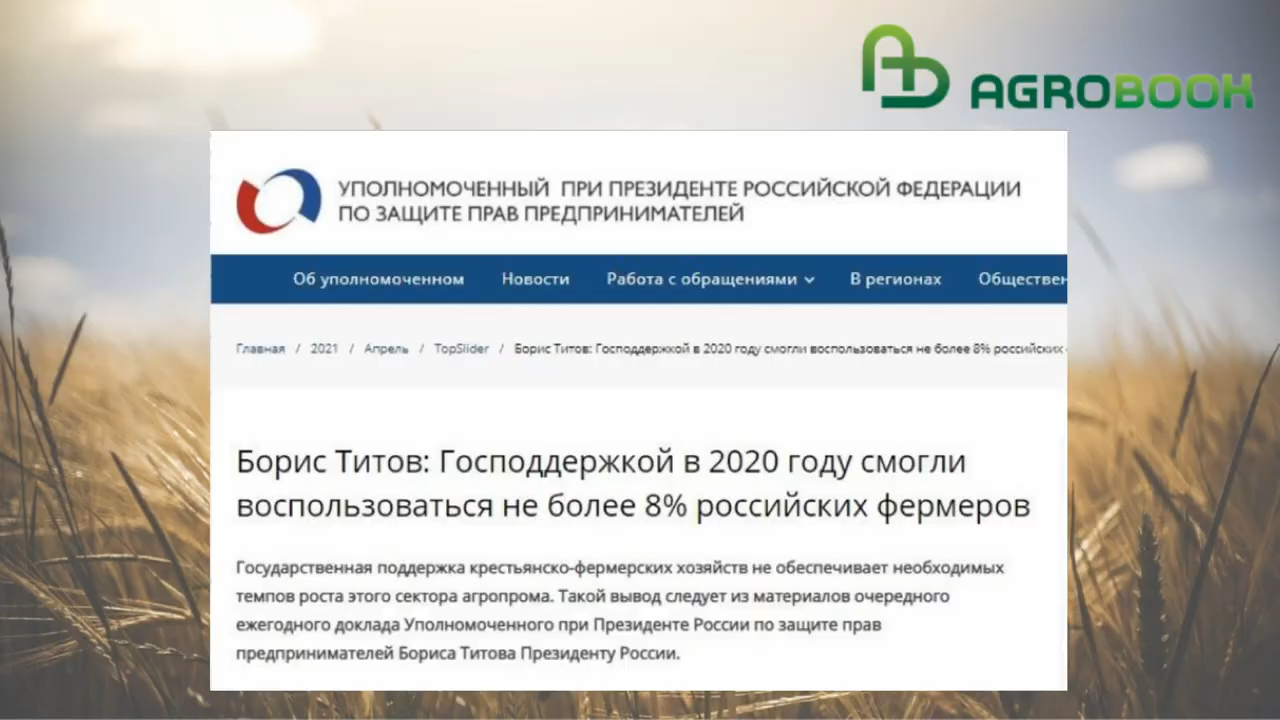 AGROBOOK
УПОЛНОМОЧЕННЫЙ ПРИ ПРЕЗИДЕНТЕ РОССИЙСКОЙ ФЕДЕРАЦИИ
ПО ЗАЩИТЕ ПРАВ ПРЕДПРИНИМАТЕЛЕЙ
Об уполномоченном Новости Работа с обращениями В регионах Обществен
Главная / 2021 / Апрель / TopSlider / Борис Титов: Господдержкой в 2020 году смогли воспользоваться не более 8% российских
Борис Титов: Господдержкой в 2020 году смогли
воспользоваться не более 8% российских фермеров
Государственная поддержка крестьянско-фермерских хозяйств не обеспечивает необходимых
темпов роста этого сектора агропрома. Такой вывод следует из материалов очередного
ежегодного доклада Уполномоченного при Президенте России по защите прав
предпринимателей Бориса Титова Президенту России.